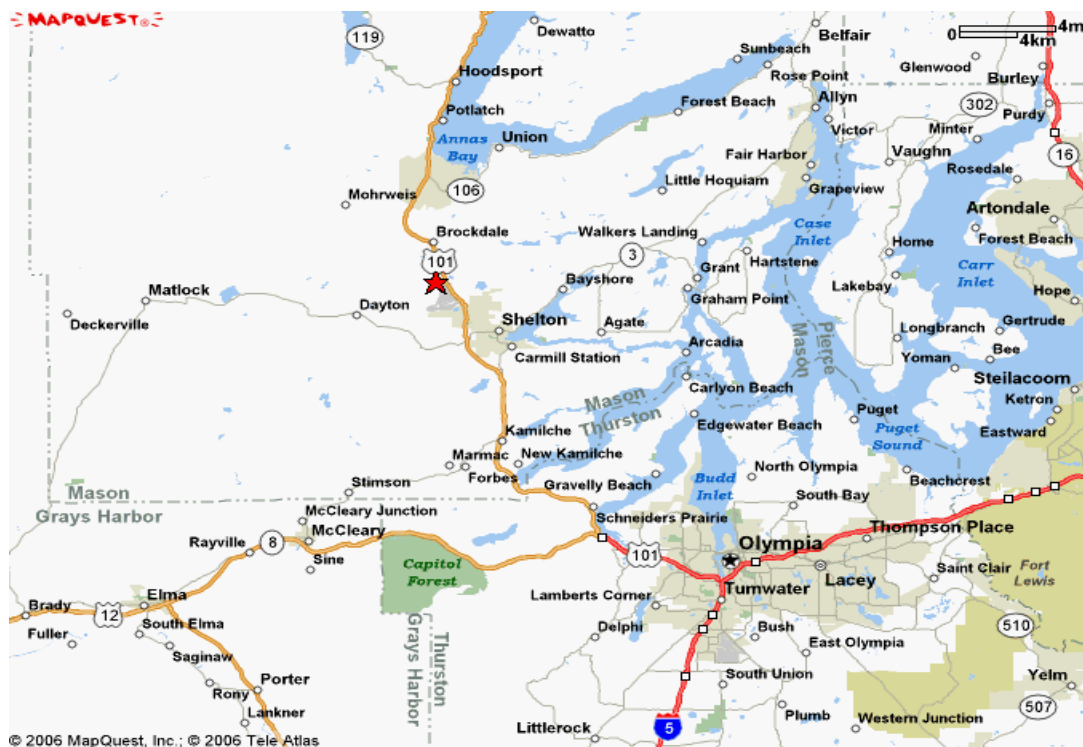 MAPQUEST
119
Dewatto
Belfair
0 4m
4km
Sunbeach
Glenwood
Hoodsport
Rose Point
Burley
Allyn
302
Forest Beach
Potlatch
Purdy
Victor
Minter
Annas
Bay
Union
16
Fair Harbor
Vaughn
Rosedale
106
Little Hoquiam
Grapeview
Mohrweis
Artondale
Case
Inlet
Walkers Landing
Forest Beach
Brockdale
3
Home
101
Hartstene
Carr
Inlet
Grant
Bayshore
Lakebay
Matlock
Graham Point
Hope
Dayton
Deckerville
Shelton
Agate
Longbranch
Gertrude
Pierce
Mason
Arcadia
Carmill Station
Yoman
Bee
Carlyon Beach
Steilacoom
Mason
Thurston
Ketron
Puget
Edgewater Beach
Puget
Sound
Eastward
Kamilche
Marmac
New Kamilche
Forbes
Budd
Inlet
North Olympia
Gravelly Beach
Beachcrest
Stimson
Mason
Grays Harbor
South Bay
McCleary Junction
Schneiders Prairie
McCleary
Thompson Place
Rayville
8
101
Olympia
Sine
Capitol
Forest
Lacey
Saint Clair
Fort
Lewis
Tumwater
Brady
Elma
Lamberts Corner
12
South Elma
510
Fuller
Delphi
Bush
East Olympia
Saginaw
Thurston
Grays Harbor
South Union
Yelm
Rony
Porter
Plumb
507
Lankner
Littlerock
5
Western Junction
© 2006 MapQuest, Inc.; © 2006 Tele Atlas